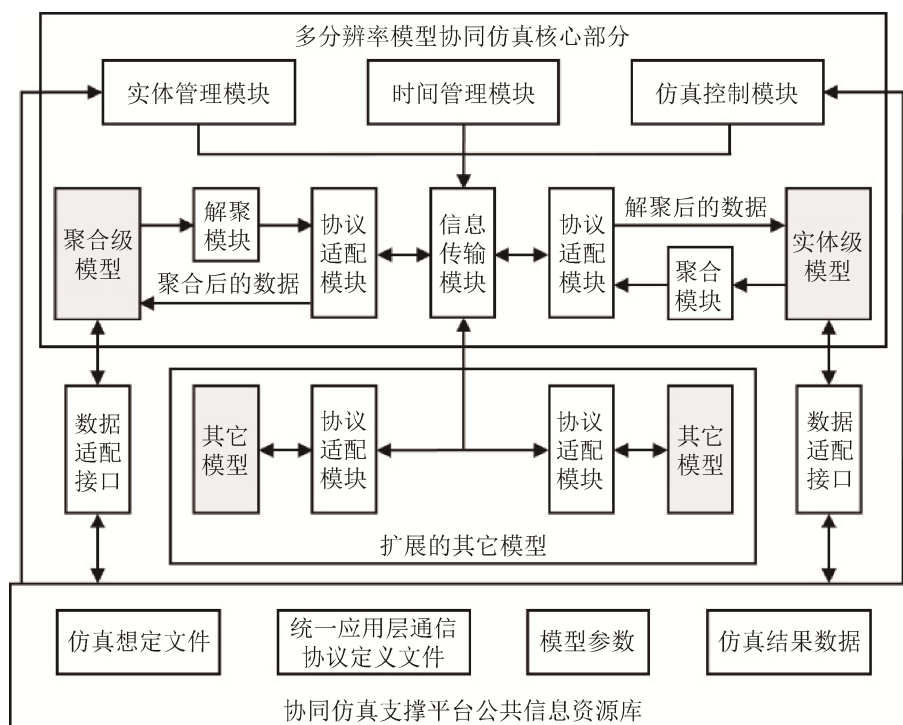 多分辨率模型协同仿真核心部分
实体管理模块
时间管理模块
仿真控制模块
聚合级
模型
解聚
模块
聚合后的数据
协议
适配
模块
信息
传输
模块
协议
适配
模块
解聚后的数据
聚合
模块
实体级
模型
数据
适配
接口
其它
模型
协议
适配
模块
协议
适配
模块
其它
模型
数据
适配
接口
扩展的其它模型
仿真想定文件
统一应用层通信
协议定义文件
模型参数
仿真结果数据
协同仿真支撑平台公共信息资源库